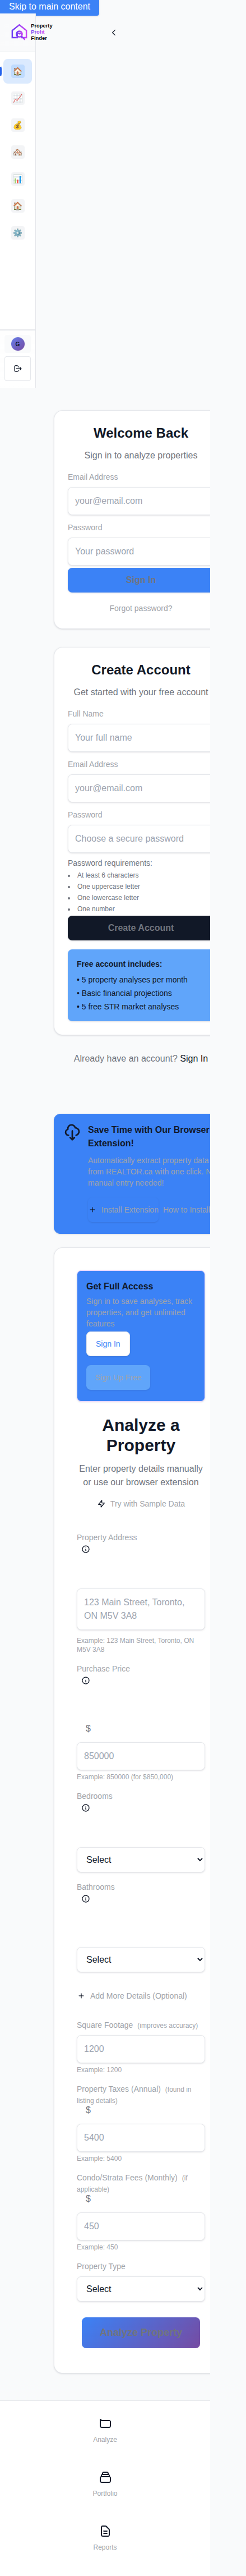 Skip to main content
Property
Profit
Finder
G
Welcome Back
Sign in to analyze properties
Email Address
your@email.com
Password
Your password
Sign In
Forgot password?
Create Account
Get started with your free account
Full Name
Your full name
Email Address
your@email.com
Password
Choose a secure password
Password requirements:
• At least 6 characters
• One uppercase letter
• One lowercase letter
• One number
Create Account
Free account includes:
• 5 property analyses per month
• Basic financial projections
• 5 free STR market analyses
Already have an account? Sign In
Save Time with Our Browser
Extension!
Automatically extract property data
from REALTOR.ca with one click. N
manual entry needed!
+ Install Extension How to Install
Get Full Access
Sign in to save analyses, track
properties, and get unlimited
features
Sign In
Analyze a
Property
Enter property details manually
or use our browser extension
Try with Sample Data
Property Address
123 Main Street, Toronto,
ON M5V 3A8
Example: 123 Main Street, Toronto, ON
M5V 3A8
Purchase Price
$
850000
Example: 850000 (for $850,000)
Bedrooms
Select
Bathrooms
Select
+ Add More Details (Optional)
Square Footage (improves accuracy)
1200
Example: 1200
Property Taxes (Annual) (found in
listing details)
$
5400
Example: 5400
Condo/Strata Fees (Monthly) (if
applicable)
$
450
Example: 450
Property Type
Select
Analyze Property
Analyze
Portfolio
Reports